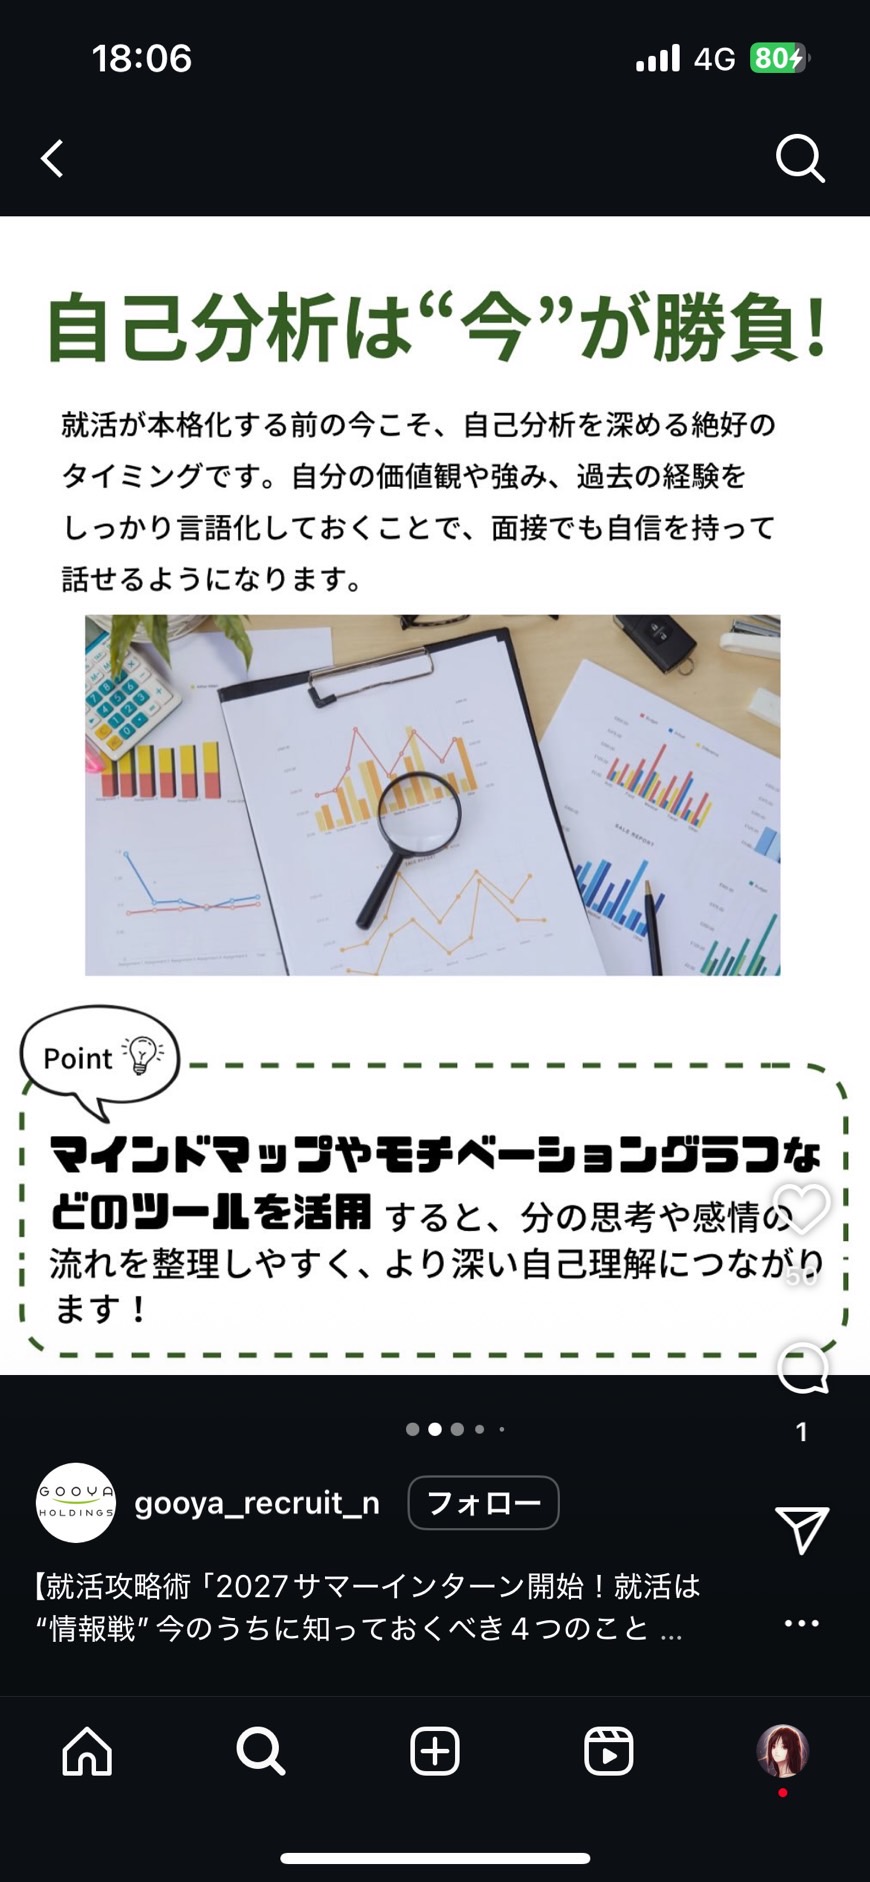 18:06
4G
80
自己分析は“今”が勝負!
就活が本格化する前の今こそ、自己分析を深める絶好の
タイミングです。自分の価値観や強み、過去の経験を
しっかり言語化しておくことで、面接でも自信を持って
話せるようになります。
SALE REPORT
Point
マインドマップやモチベーショングラフな
どのツールを活用 すると、分の思考や感情の
流れを整理しやすく、より深い自己理解につながり
ます！
50
1
GOOYA
HOLDINGS
gooya_recruit_n
フォロー
【就活攻略術「2027サマーインターン開始！就活は
“情報戦” 今のうちに知っておくべき４つのこと ...